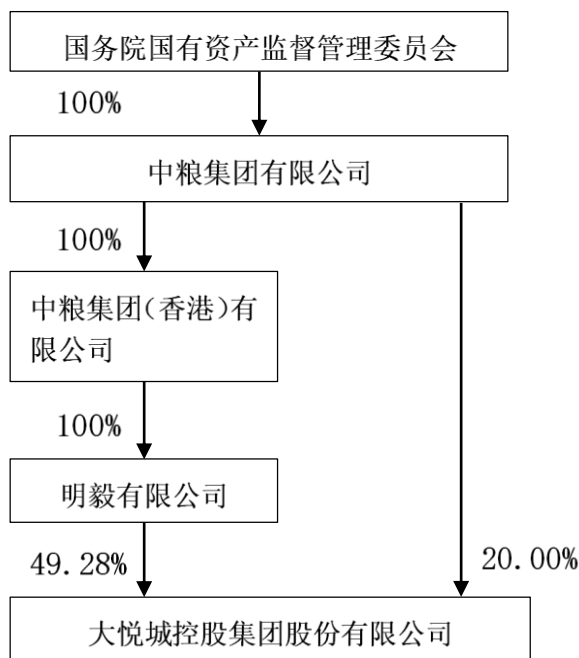 国务院国有资产监督管理委员会
100%
中粮集团有限公司
100%
中粮集团(香港)有
限公司
100%
明毅有限公司
49.28%
20.00%
大悦城控股集团股份有限公司